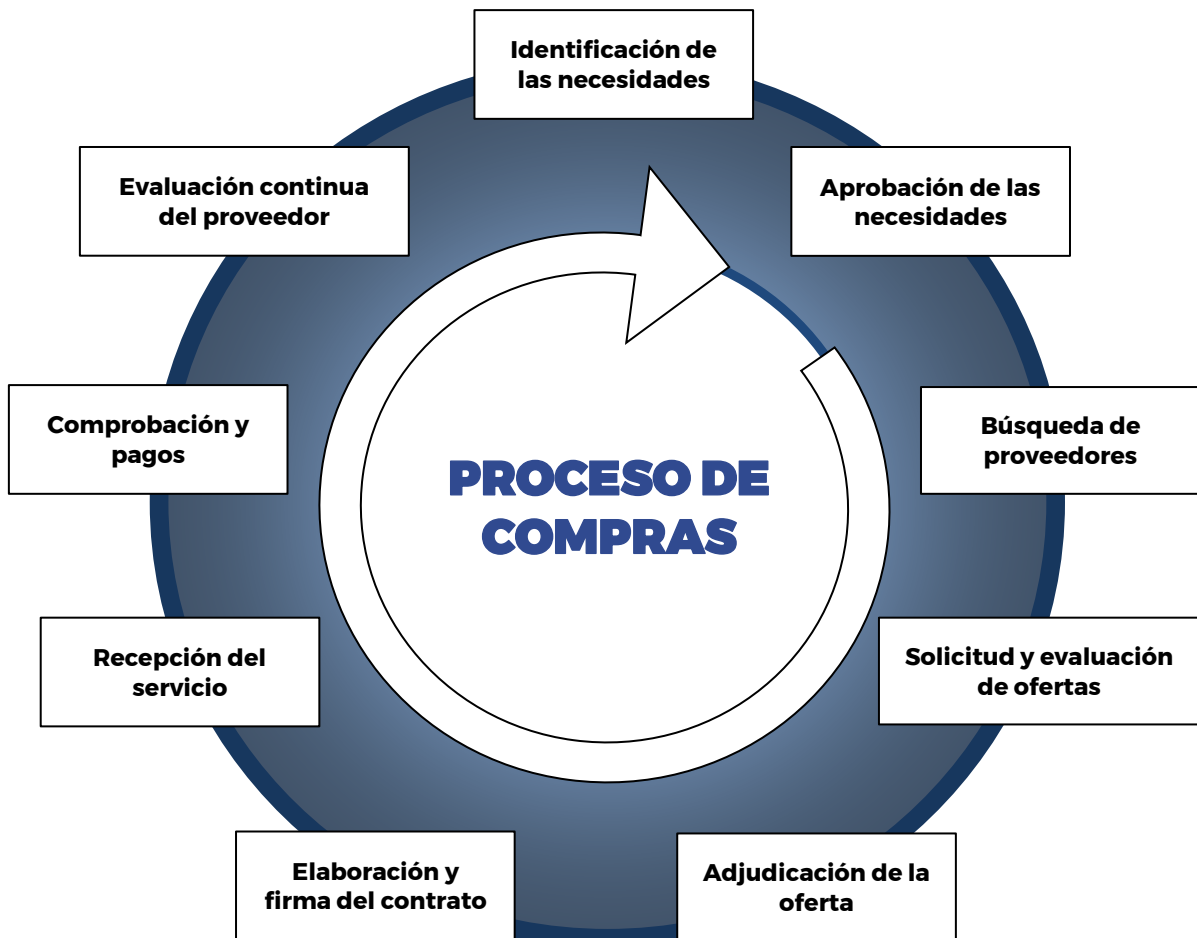 Identificación de
las necesidades
Aprobación de las
necesidades
Búsqueda de
proveedores
Solicitud y evaluación
de ofertas
Adjudicación de la
oferta
Elaboración y
firma del contrato
Recepción del
servicio
Comprobación y
pagos
Evaluación continua
del proveedor
PROCESO DE
COMPRAS